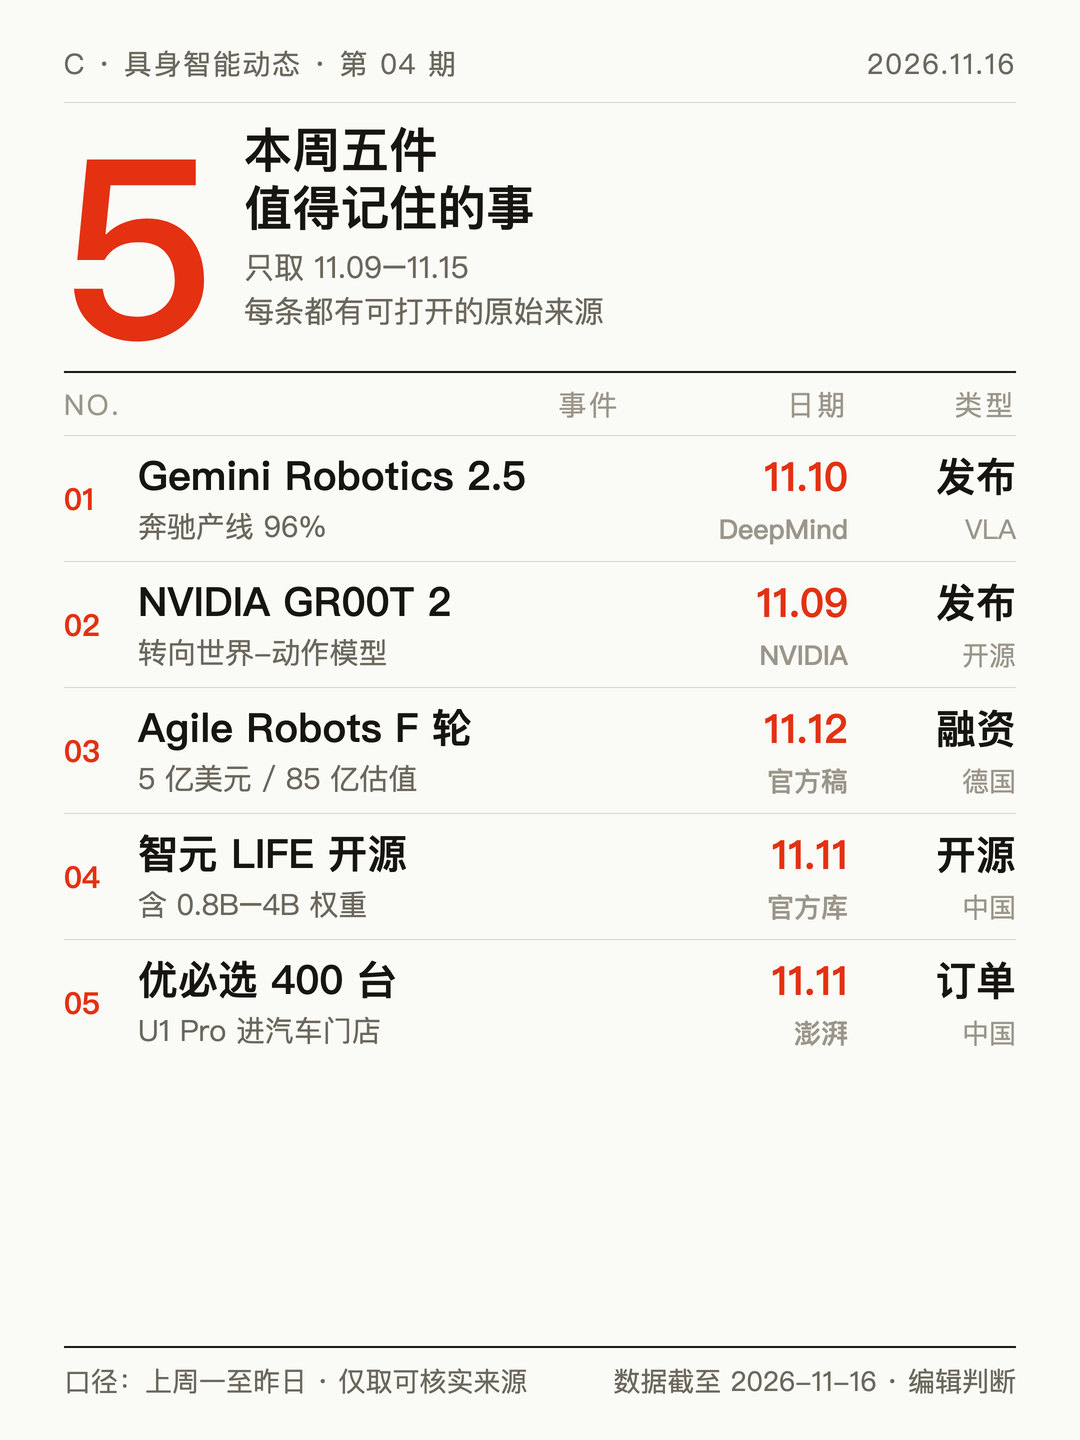 C · 具身智能动态 · 第 04 期 2026.11.16
5
本周五件
值得记住的事
只取 11.09—11.15
每条都有可打开的原始来源
NO. 事件 日期 类型
01 Gemini Robotics 2.5 11.10 发布
奔驰产线 96% DeepMind VLA
02 NVIDIA GR00T 2 11.09 发布
转向世界–动作模型 NVIDIA 开源
03 Agile Robots F 轮 11.12 融资
5 亿美元 / 85 亿估值 官方稿 德国
04 智元 LIFE 开源 11.11 开源
含 0.8B—4B 权重 官方库 中国
05 优必选 400 台 11.11 订单
U1 Pro 进汽车门店 澎湃 中国
口径：上周一至昨日 · 仅取可核实来源 数据截至 2026–11–16 · 编辑判断